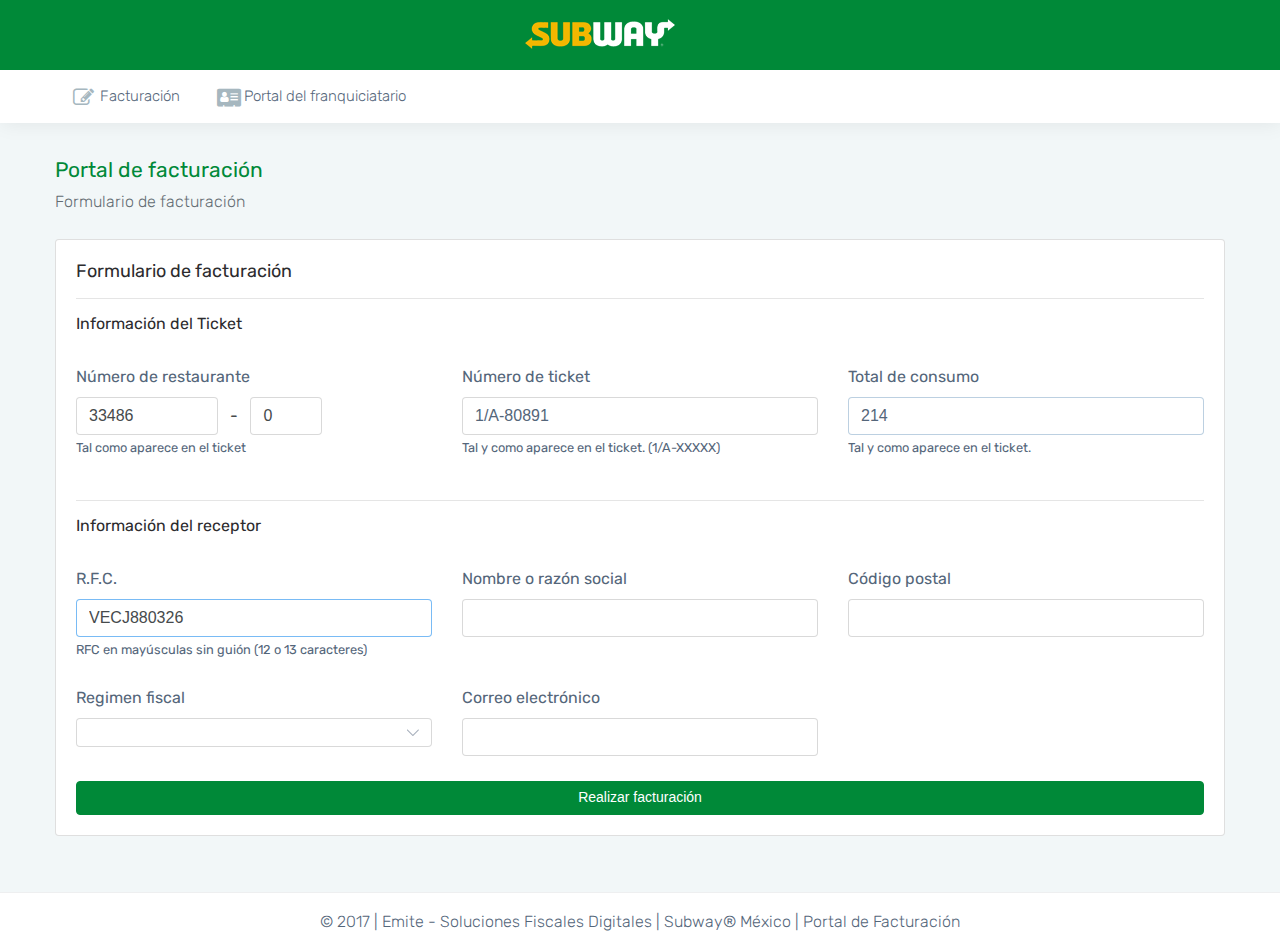 SUBWAY
Facturación Portal del franquiciatario
Portal de facturación
Formulario de facturación
Formulario de facturación
Información del Ticket
Número de restaurante Número de ticket Total de consumo
33486 - 0 1/A-80891 214
Tal como aparece en el ticket Tal y como aparece en el ticket. (1/A-XXXXX) Tal y como aparece en el ticket.
Información del receptor
R.F.C. Nombre o razón social Código postal
VECJ880326
RFC en mayúsculas sin guión (12 o 13 caracteres)
Regimen fiscal Correo electrónico
Realizar facturación
© 2017 | Emite - Soluciones Fiscales Digitales | Subway® México | Portal de Facturación